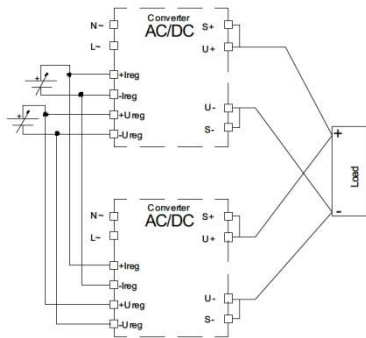 Converter
AC/DC
N~
L~
+Ireg
-Ireg
+Ureg
-Ureg
S+
U+
U-
S-
+
-
Load
Converter
AC/DC
N~
L~
+Ireg
-Ireg
+Ureg
-Ureg
S+
U+
U-
S-
+
+